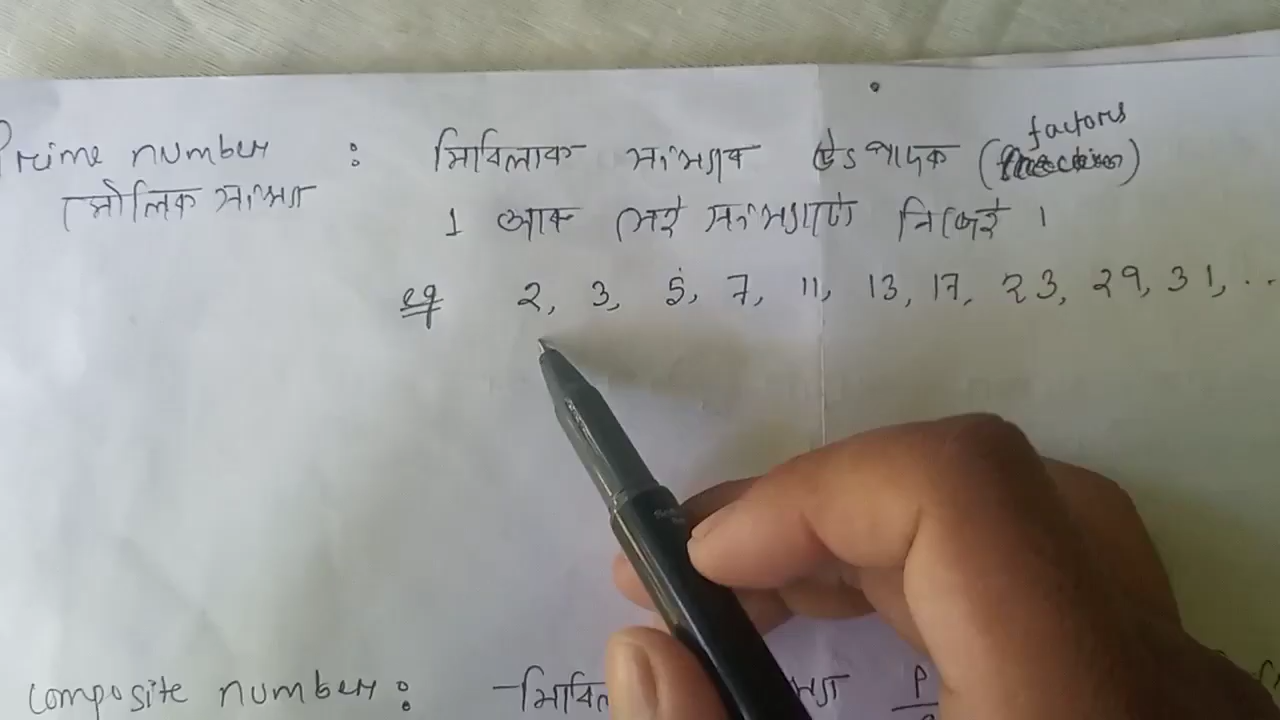 Prime number : যিবিলাক সংখ্যাৰ উৎপাদক (factors)
মৌলিক সংখ্যা 1 আৰু সেই সংখ্যাটো নিজেই ।
eg 2, 3, 5, 7, 11, 13, 17, 23, 29, 31, ...
composite number :